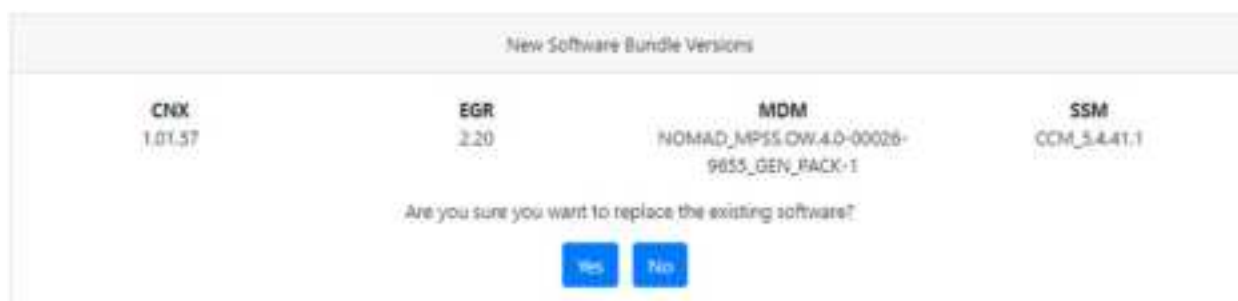 New Software Bundle Versions
CNX EGR MDM SSM
1.01.57 2.20 NOMAD_MPSS.OW.4.0-00026- CCM_5.4.41.1
9655_GEN_PACK-1
Are you sure you want to replace the existing software?
Yes No